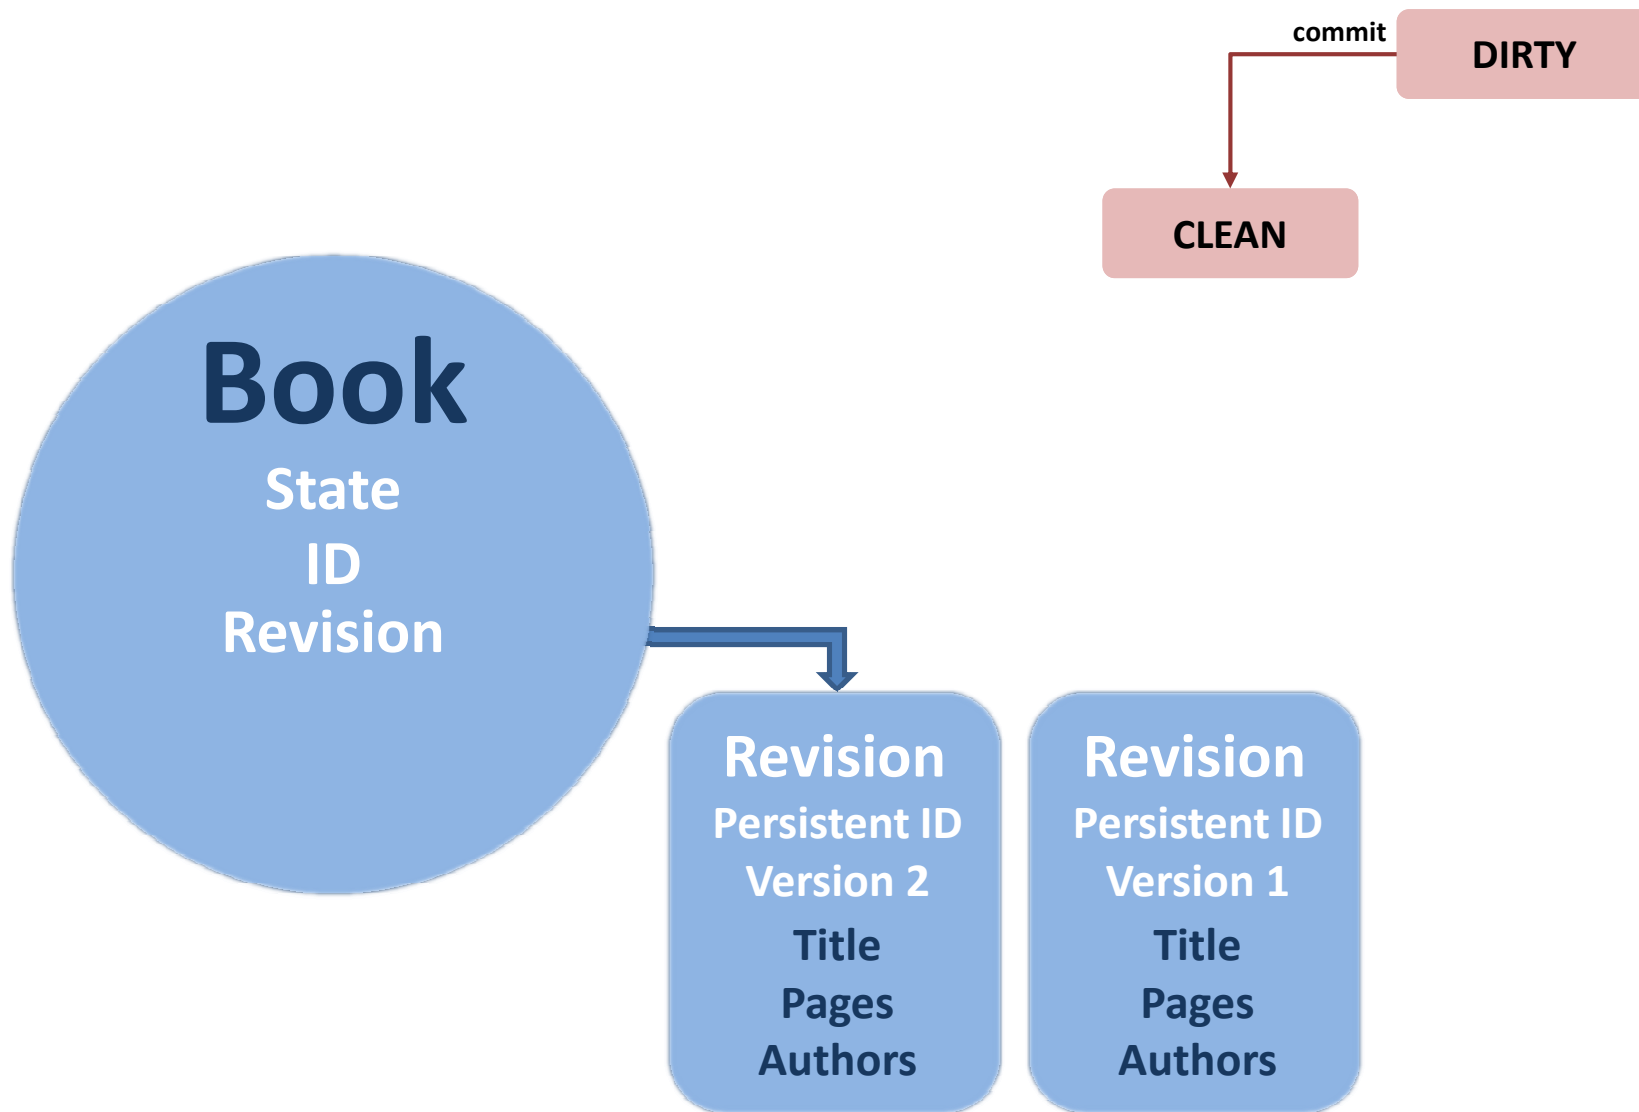 commit
DIRTY
CLEAN
Book
State
ID
Revision
Revision
Persistent ID
Version 2
Title
Pages
Authors
Revision
Persistent ID
Version 1
Title
Pages
Authors